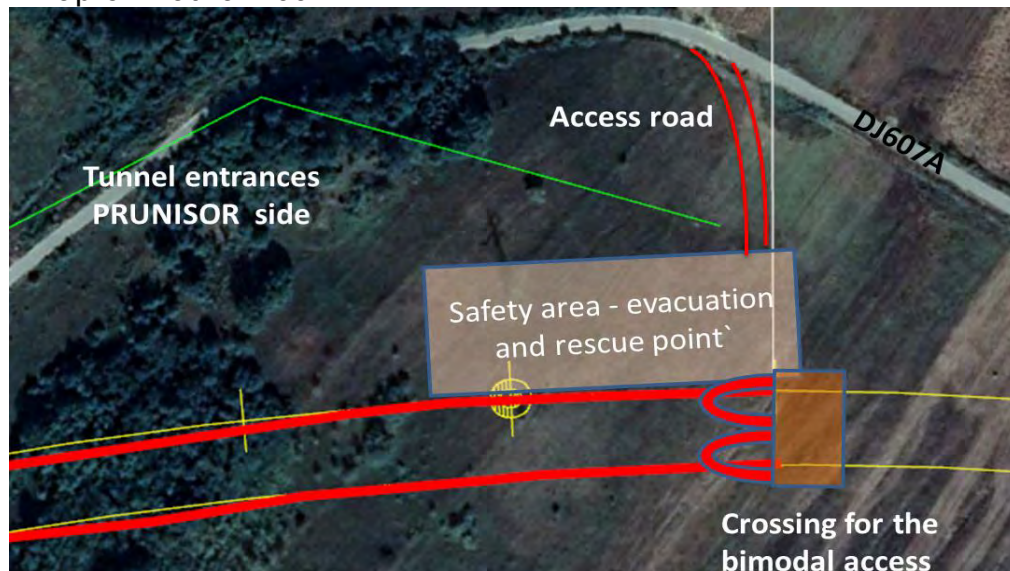 Access road
DJ607A
Tunnel entrances
PRUNISOR side
Safety area - evacuation
and rescue point`
Crossing for the
bimodal access